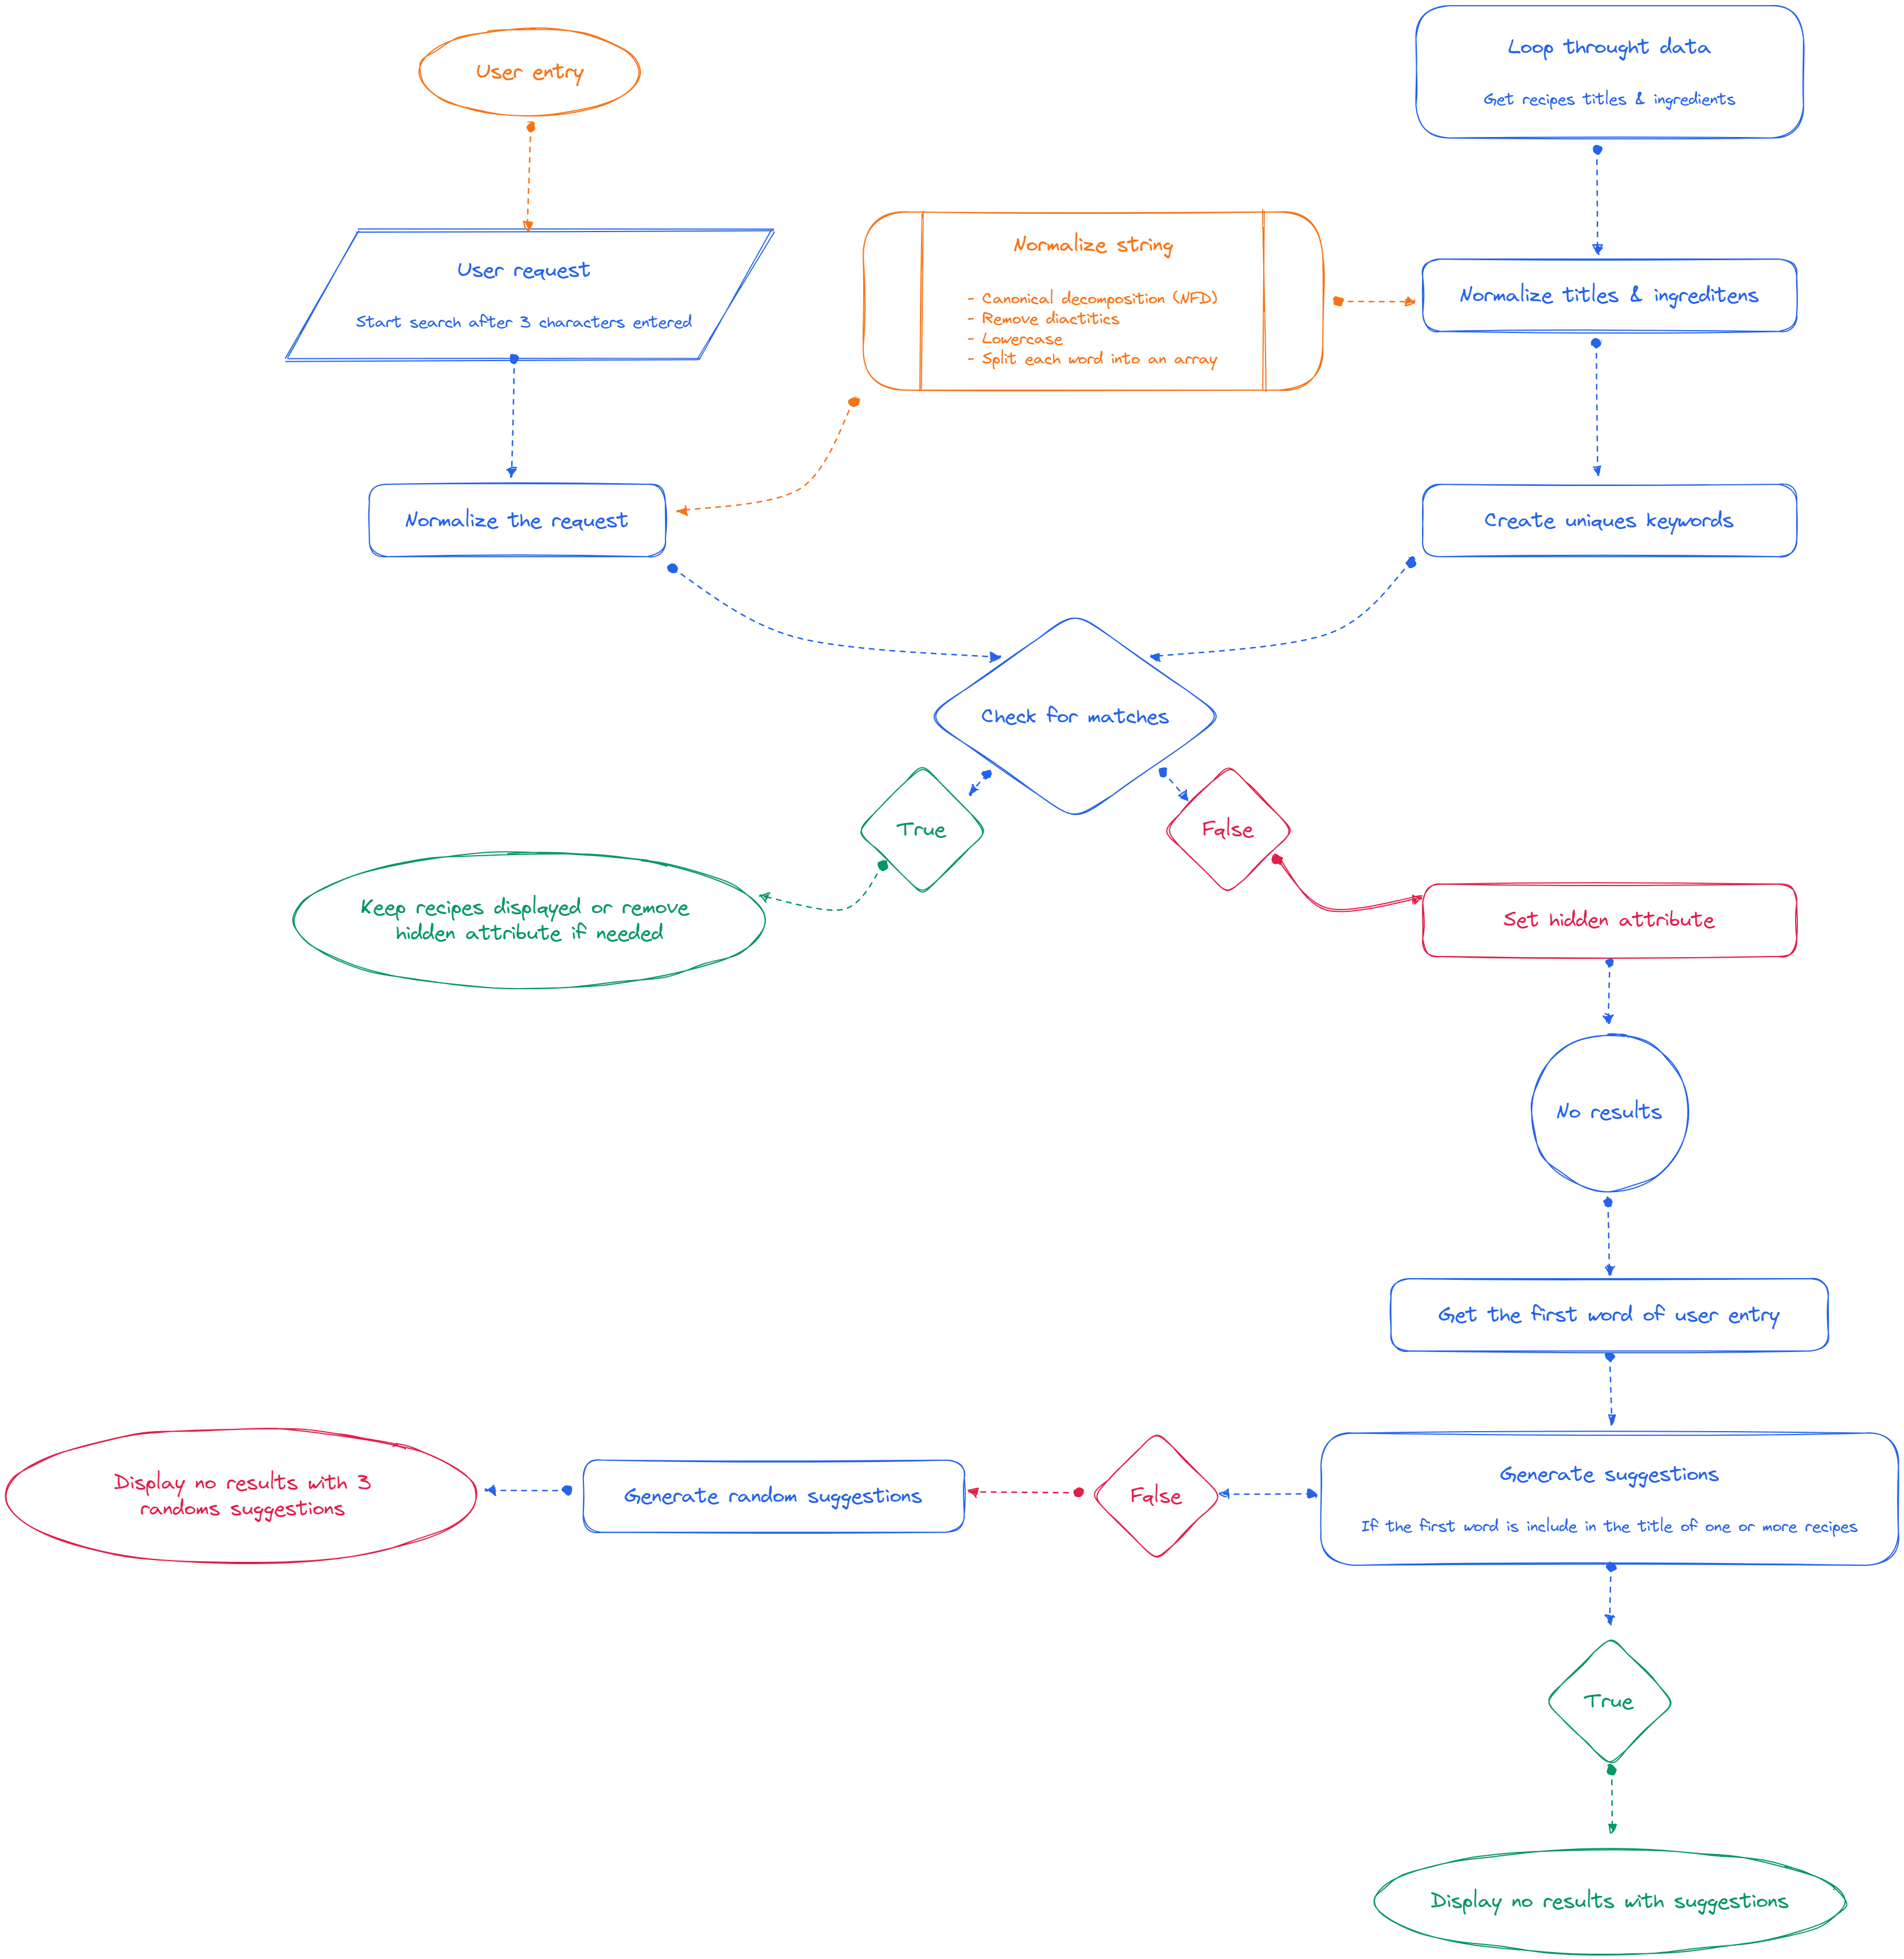 User entry
Loop throught data
Get recipes titles & ingredients
User request
Start search after 3 characters entered
Normalize string
- Canonical decomposition (NFD)
- Remove diactitics
- Lowercase
- Split each word into an array
Normalize titles & ingreditens
Normalize the request
Create uniques keywords
Check for matches
True
False
Keep recipes displayed or remove
hidden attribute if needed
Set hidden attribute
No results
Get the first word of user entry
Generate suggestions
If the first word is include in the title of one or more recipes
False
Generate random suggestions
Display no results with 3
randoms suggestions
True
Display no results with suggestions